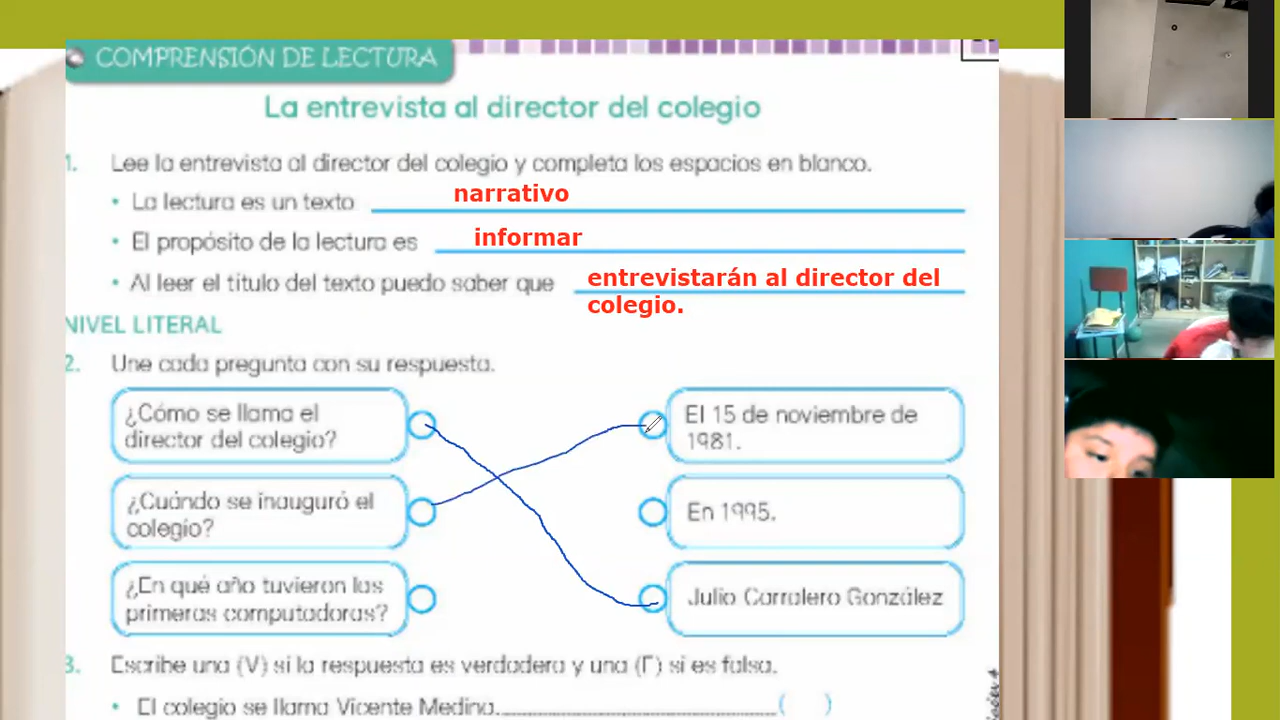 COMPRENSIÓN DE LECTURA
La entrevista al director del colegio
1. Lee la entrevista al director del colegio y completa los espacios en blanco.
• La lectura es un texto narrativo
• El propósito de la lectura es informar
• Al leer el título del texto puedo saber que entrevistarán al director del
colegio.
NIVEL LITERAL
2. Une cada pregunta con su respuesta.
¿Cómo se llama el
director del colegio?
El 15 de noviembre de
1981.
¿Cuándo se inauguró el
colegio?
En 1995.
¿En qué año tuvieron las
primeras computadoras?
Julio Carralero González
3. Escribe una (V) si la respuesta es verdadera y una (F) si es falsa.
• El colegio se llama Vicente Medina. ( )